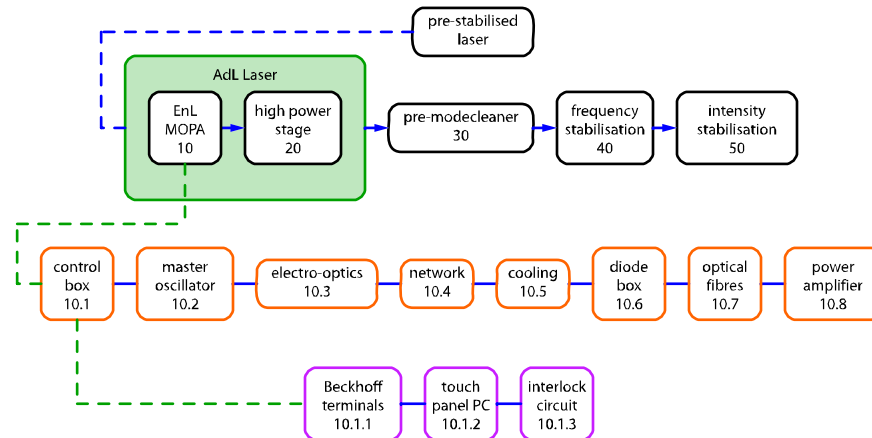 pre-stabilised
laser
AdL Laser
EnL
MOPA
10
high power
stage
20
pre-modecleaner
30
frequency
stabilisation
40
intensity
stabilisation
50
control
box
10.1
master
oscillator
10.2
electro-optics
10.3
network
10.4
cooling
10.5
diode
box
10.6
optical
fibres
10.7
power
amplifier
10.8
Beckhoff
terminals
10.1.1
touch
panel PC
10.1.2
interlock
circuit
10.1.3